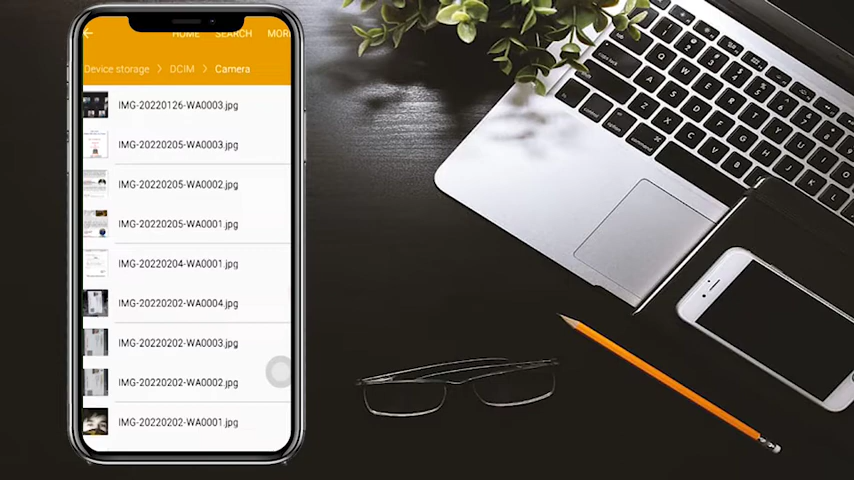 HOME SEARCH MOR
Device storage > DCIM > Camera
IMG-20220126-WA0003.jpg
IMG-20220205-WA0003.jpg
IMG-20220205-WA0002.jpg
IMG-20220205-WA0001.jpg
IMG-20220204-WA0001.jpg
IMG-20220202-WA0004.jpg
IMG-20220202-WA0003.jpg
IMG-20220202-WA0002.jpg
IMG-20220202-WA0001.jpg